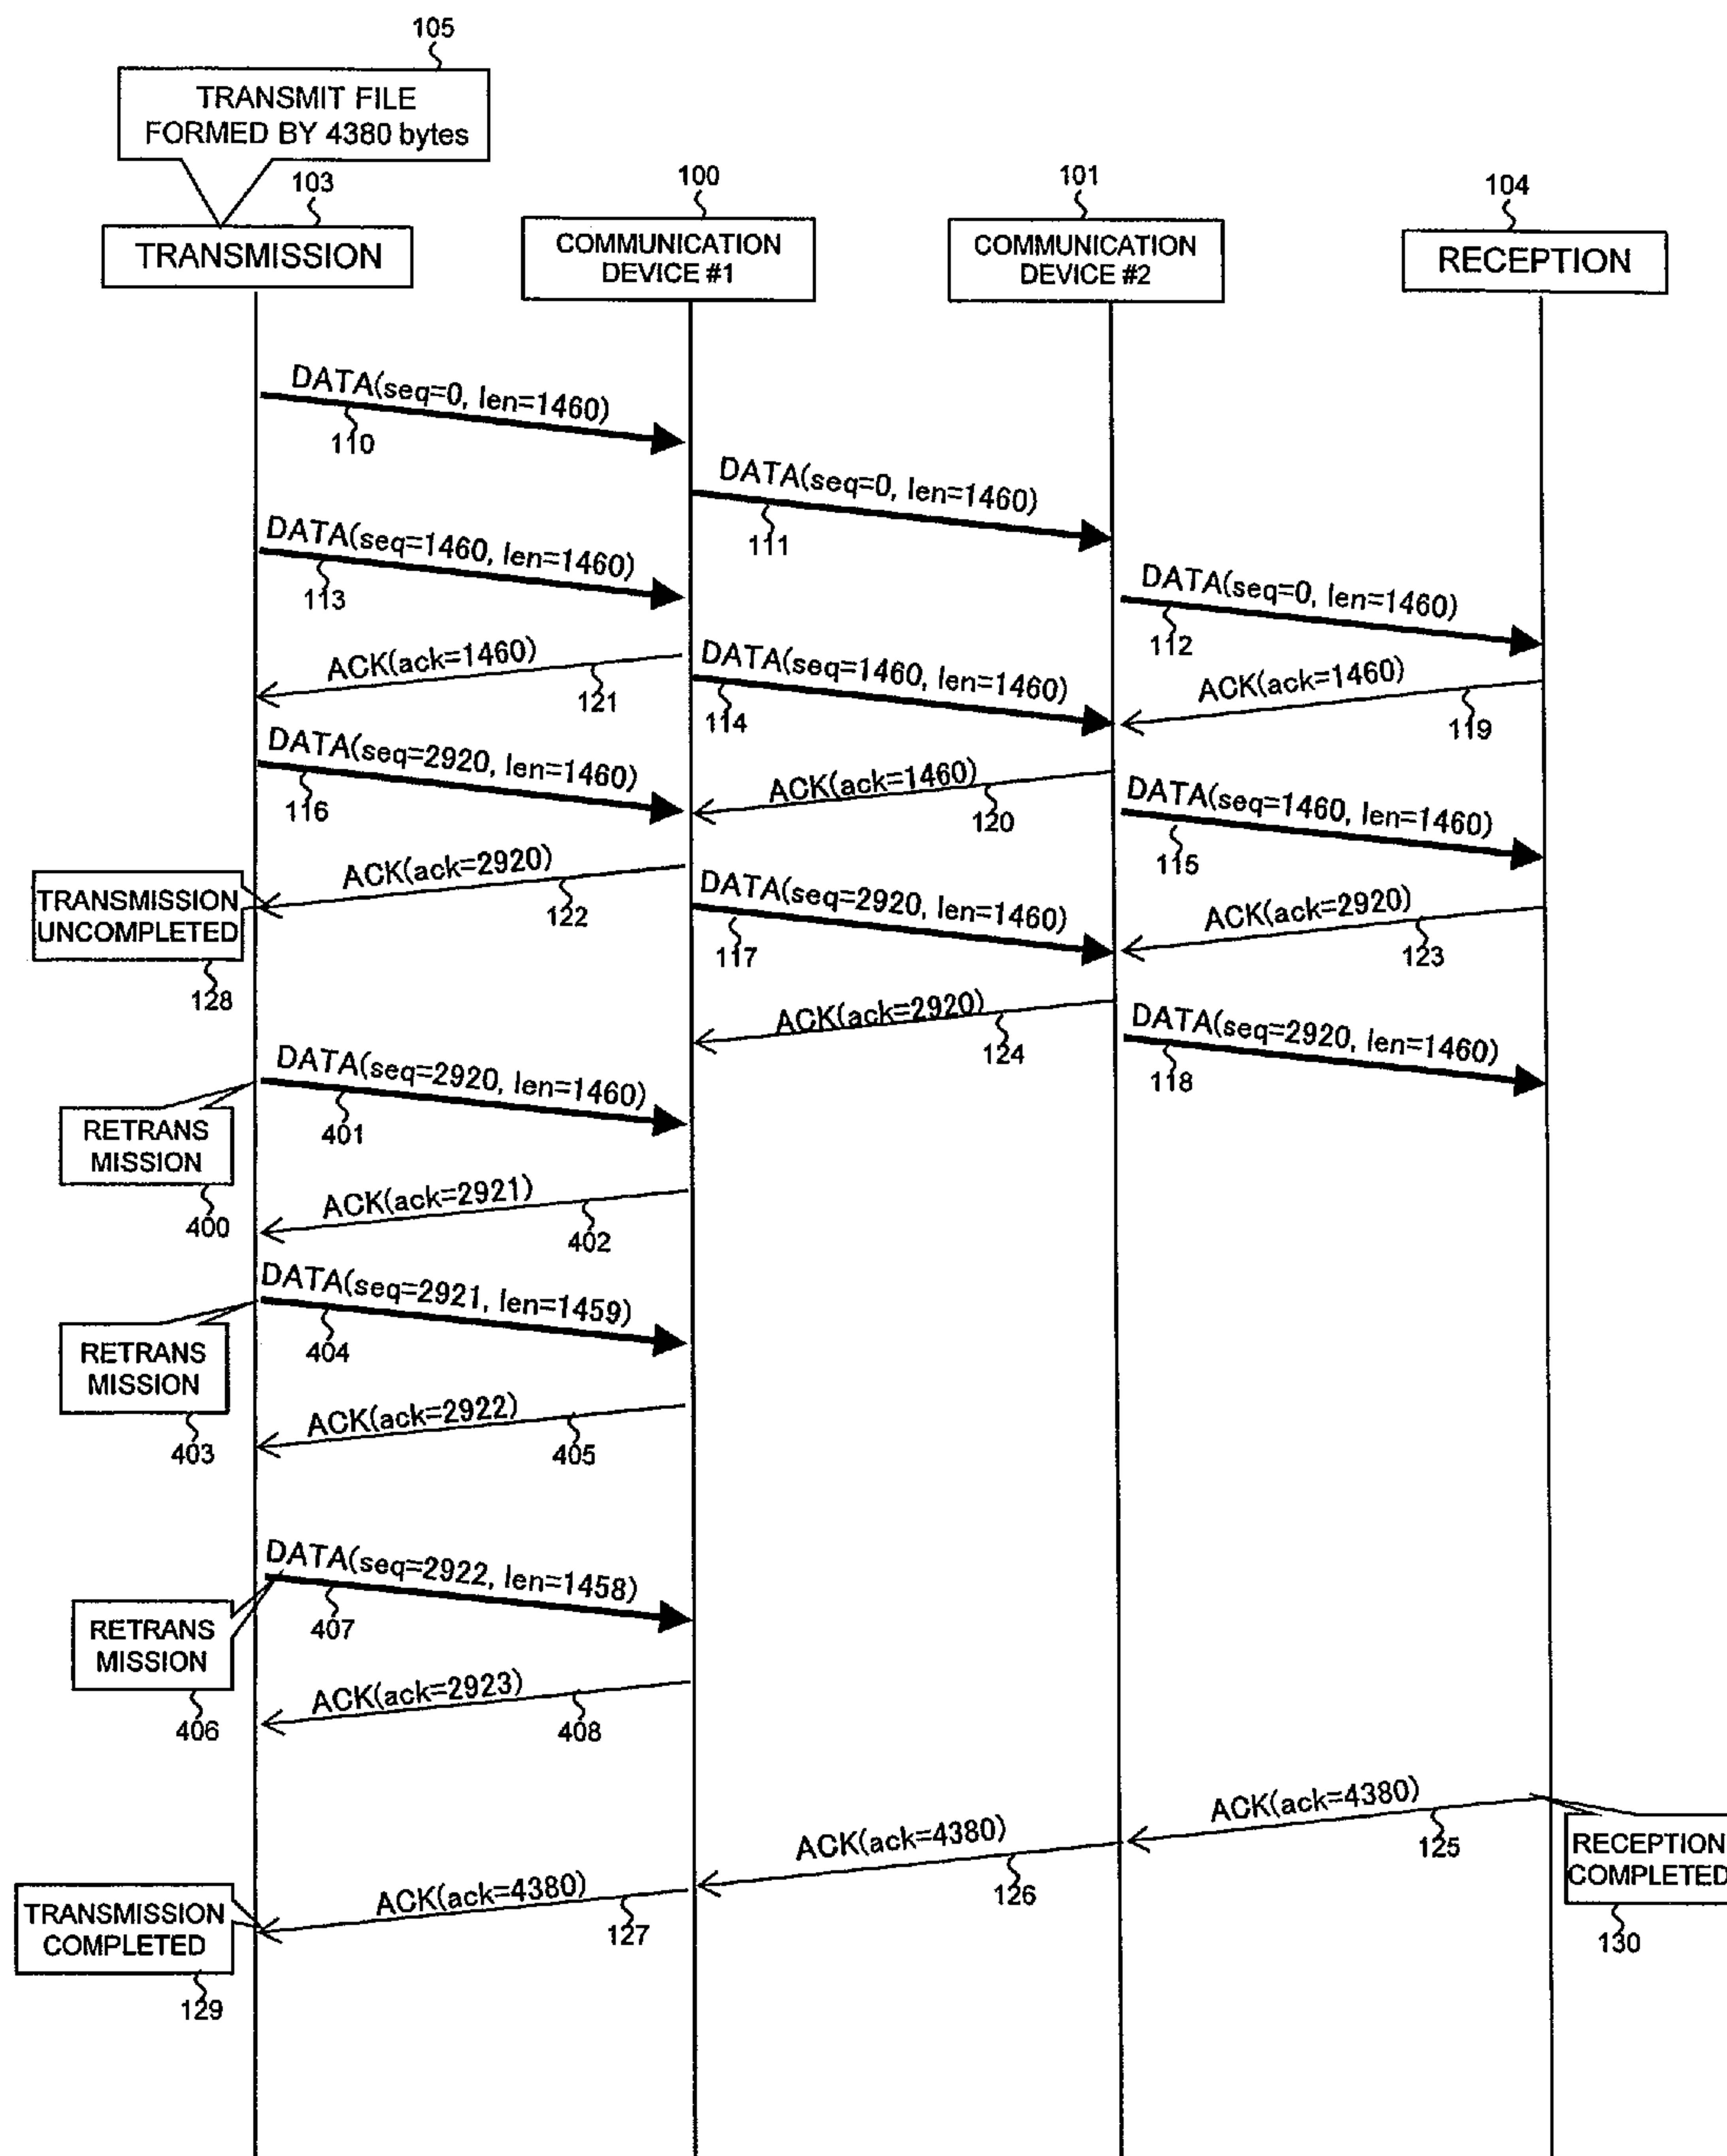 105
TRANSMIT FILE
FORMED BY 4380 bytes
103
100
101
104
TRANSMISSION
COMMUNICATION
DEVICE #1
COMMUNICATION
DEVICE #2
RECEPTION
DATA(seq=0, len=1460)
110
DATA(seq=0, len=1460)
111
DATA(seq=1460, len=1460)
113
DATA(seq=0, len=1460)
112
ACK(ack=1460)
121
DATA(seq=1460, len=1460)
114
ACK(ack=1460)
119
DATA(seq=2920, len=1460)
116
ACK(ack=1460)
120
DATA(seq=1460, len=1460)
115
ACK(ack=2920)
122
TRANSMISSION
UNCOMPLETED
128
DATA(seq=2920, len=1460)
117
ACK(ack=2920)
123
ACK(ack=2920)
124
DATA(seq=2920, len=1460)
118
DATA(seq=2920, len=1460)
401
RETRANS
MISSION
400
ACK(ack=2921)
402
DATA(seq=2921, len=1459)
404
RETRANS
MISSION
403
ACK(ack=2922)
405
DATA(seq=2922, len=1458)
407
RETRANS
MISSION
406
ACK(ack=2923)
408
ACK(ack=4380)
125
RECEPTION
COMPLETED
130
ACK(ack=4380)
126
ACK(ack=4380)
127
TRANSMISSION
COMPLETED
129